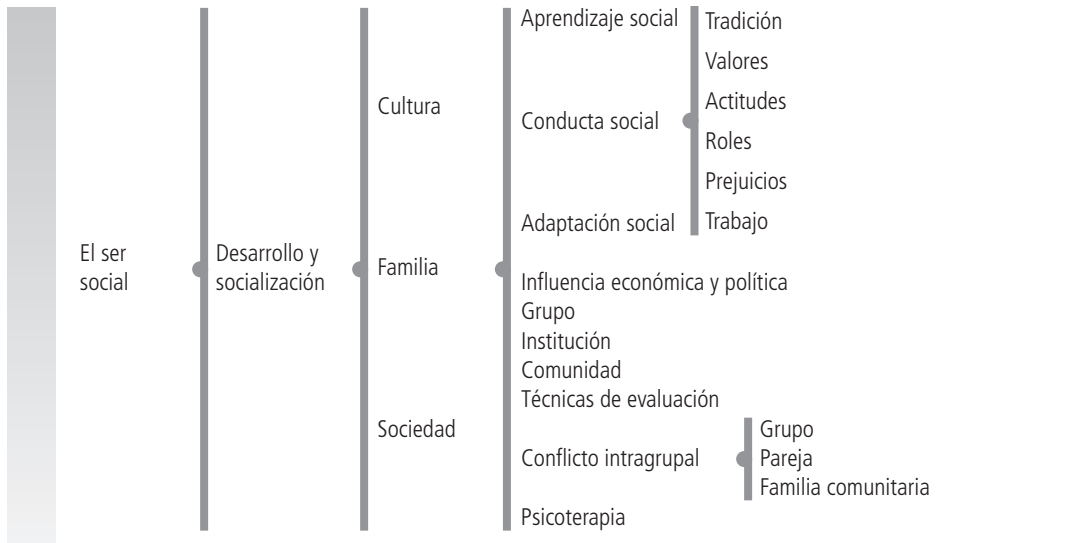 El ser
social
Desarrollo y
socialización
Cultura
Familia
Sociedad
Aprendizaje social
Conducta social
Adaptación social
Tradición
Valores
Actitudes
Roles
Prejuicios
Trabajo
Influencia económica y política
Grupo
Institución
Comunidad
Técnicas de evaluación
Conflicto intragrupal
Grupo
Pareja
Familia comunitaria
Psicoterapia